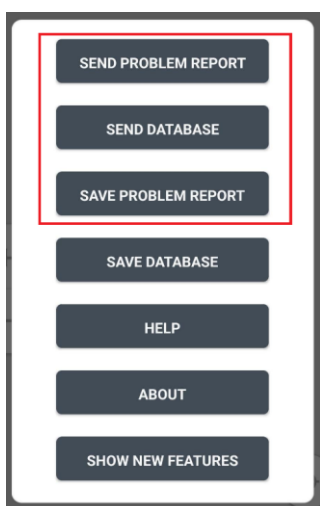 SEND PROBLEM REPORT
SEND DATABASE
SAVE PROBLEM REPORT
SAVE DATABASE
HELP
ABOUT
SHOW NEW FEATURES